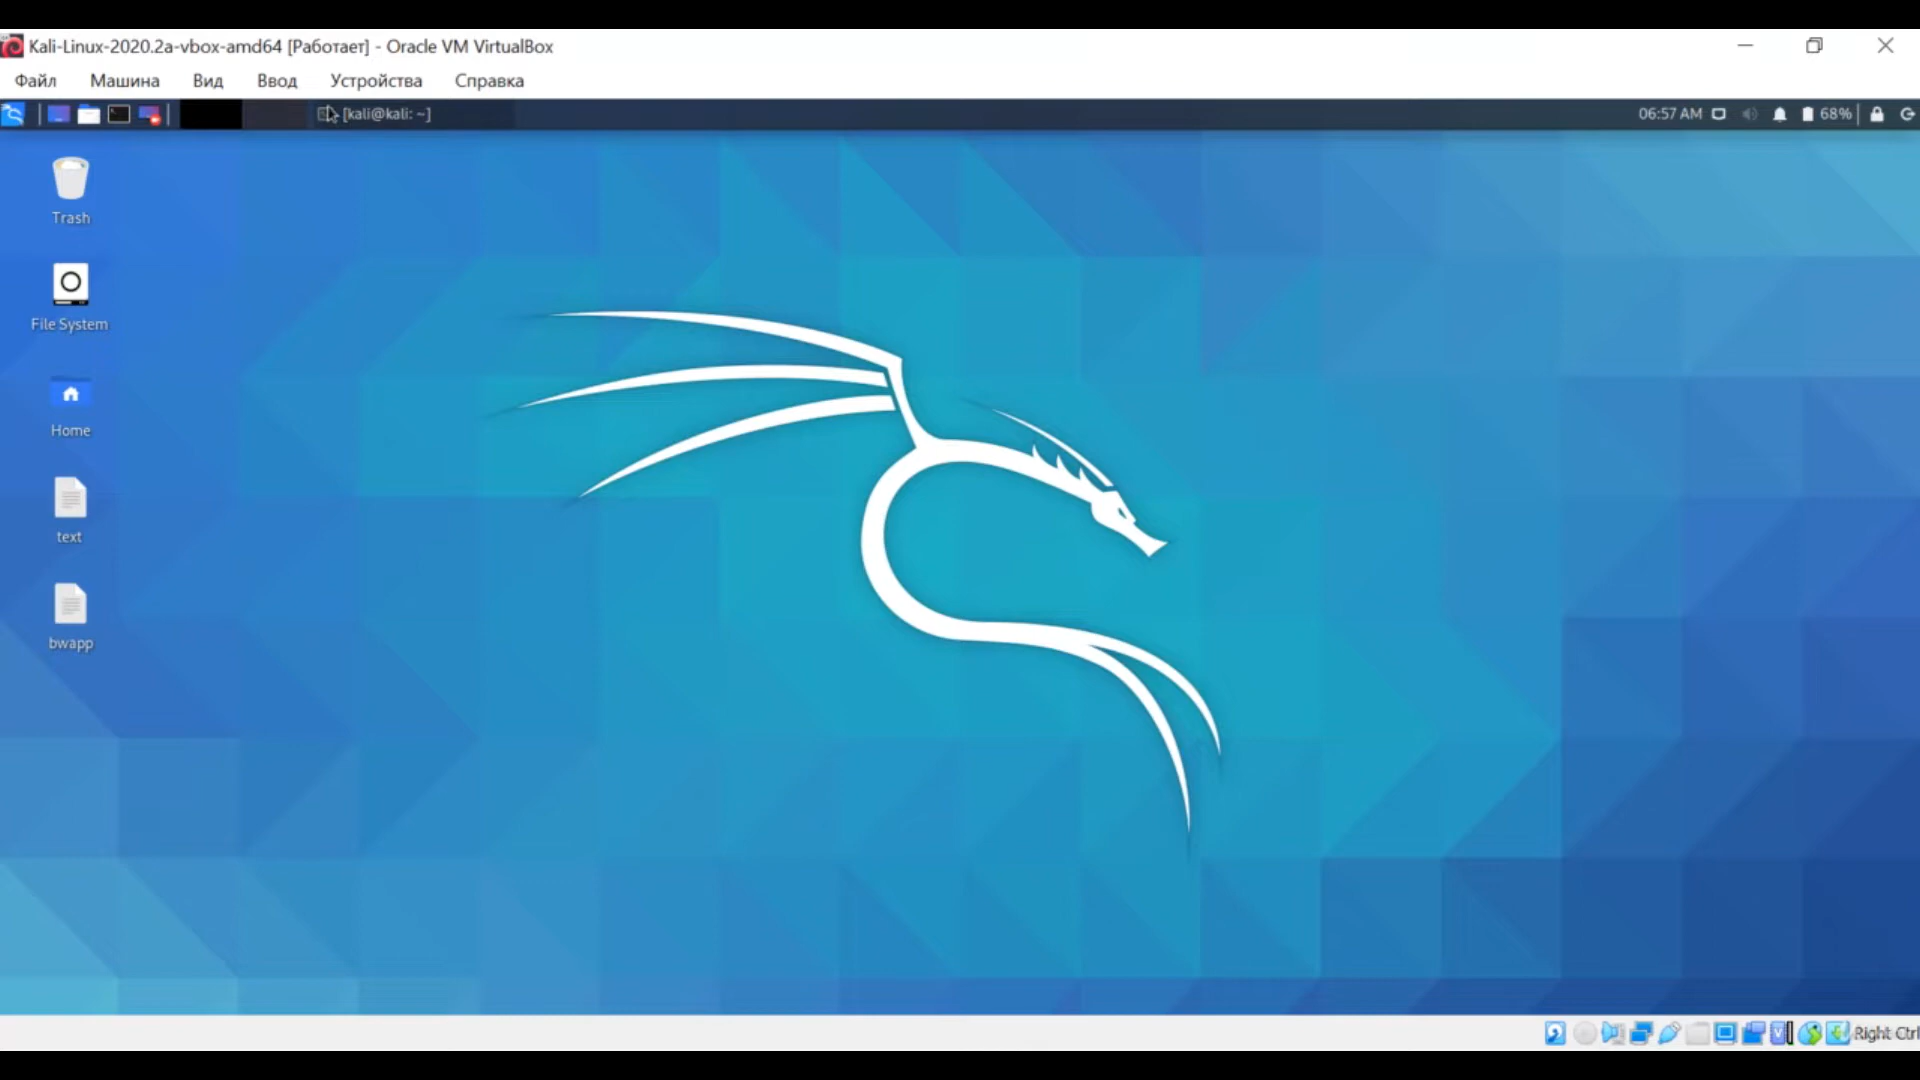 Kali-Linux-2020.2a-vbox-amd64 [Работает] - Oracle VM VirtualBox
Файл Машина Вид Ввод Устройства Справка
[kali@kali: ~] 06:57 AM 68%
Trash
File System
Home
text
bwapp
Right Ctrl